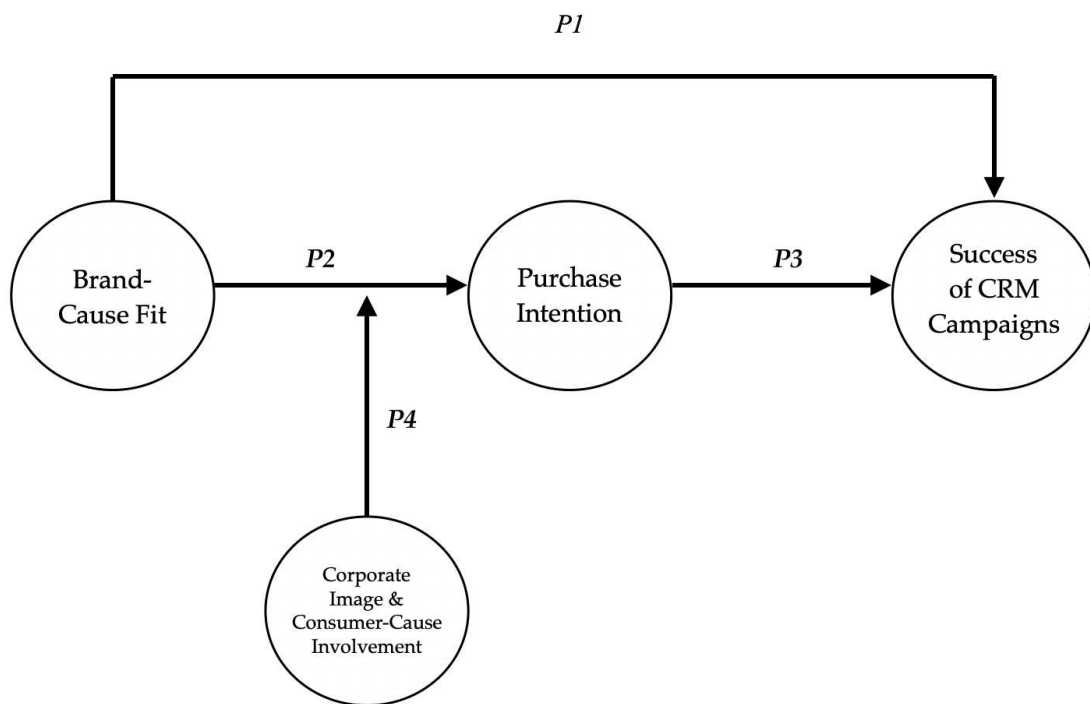 P1
Brand-
Cause Fit
P2
Purchase
Intention
P3
Success
of CRM
Campaigns
P4
Corporate
Image &
Consumer-Cause
Involvement